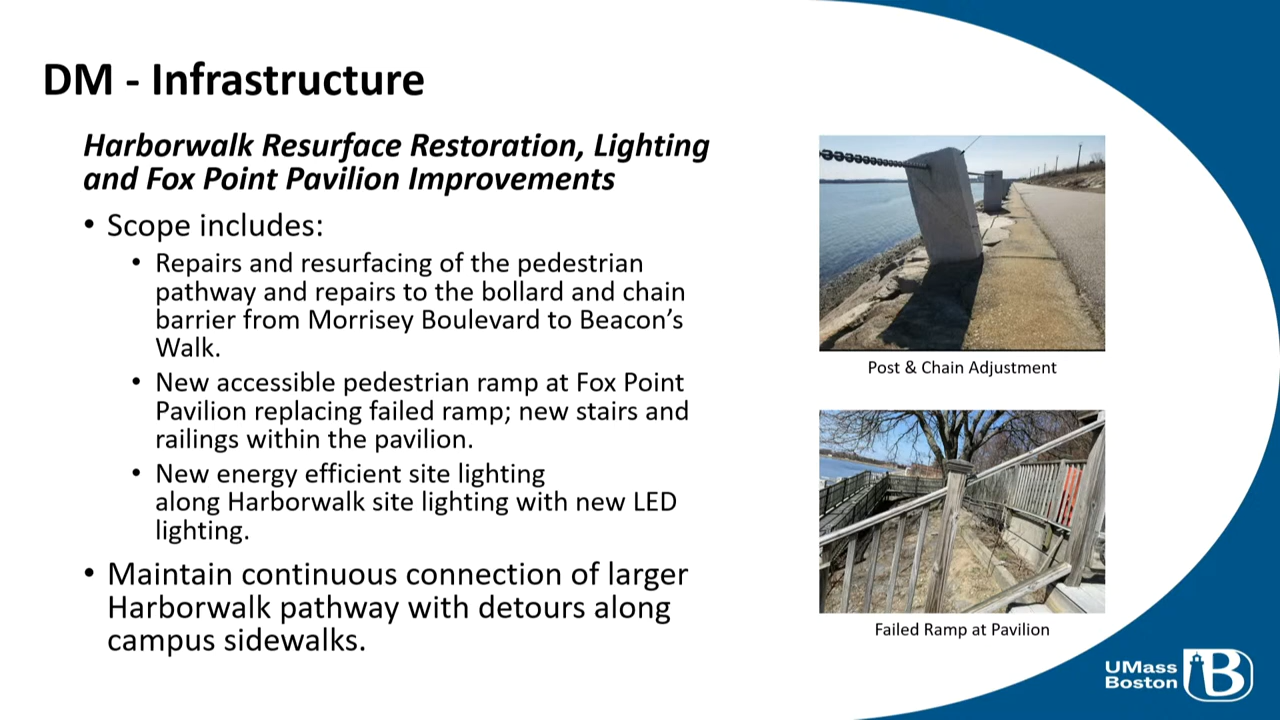 DM - Infrastructure
Harborwalk Resurface Restoration, Lighting
and Fox Point Pavilion Improvements
• Scope includes:
• Repairs and resurfacing of the pedestrian
pathway and repairs to the bollard and chain
barrier from Morrisey Boulevard to Beacon’s
Walk.
• New accessible pedestrian ramp at Fox Point
Pavilion replacing failed ramp; new stairs and
railings within the pavilion.
• New energy efficient site lighting
along Harborwalk site lighting with new LED
lighting.
• Maintain continuous connection of larger
Harborwalk pathway with detours along
campus sidewalks.
Post & Chain Adjustment
Failed Ramp at Pavilion
UMass
Boston
B